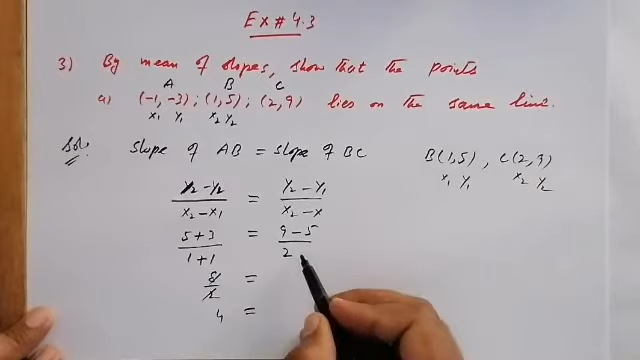 Ex # 4.3
3) By mean of slopes, show that the points
A B C
a) (-1, -3) ; (1, 5) ; (2, 9) lies on the same line.
x1 y1 x2 y2
Sol: slope of AB = slope of BC
B(1,5) , C(2,9)
x1 y1 x2 y2
y2 - y2 / x2 - x1 = y2 - y1 / x2 - x
5 + 3 / 1 + 1 = 9 - 5 / 2
8/2 =
4 =